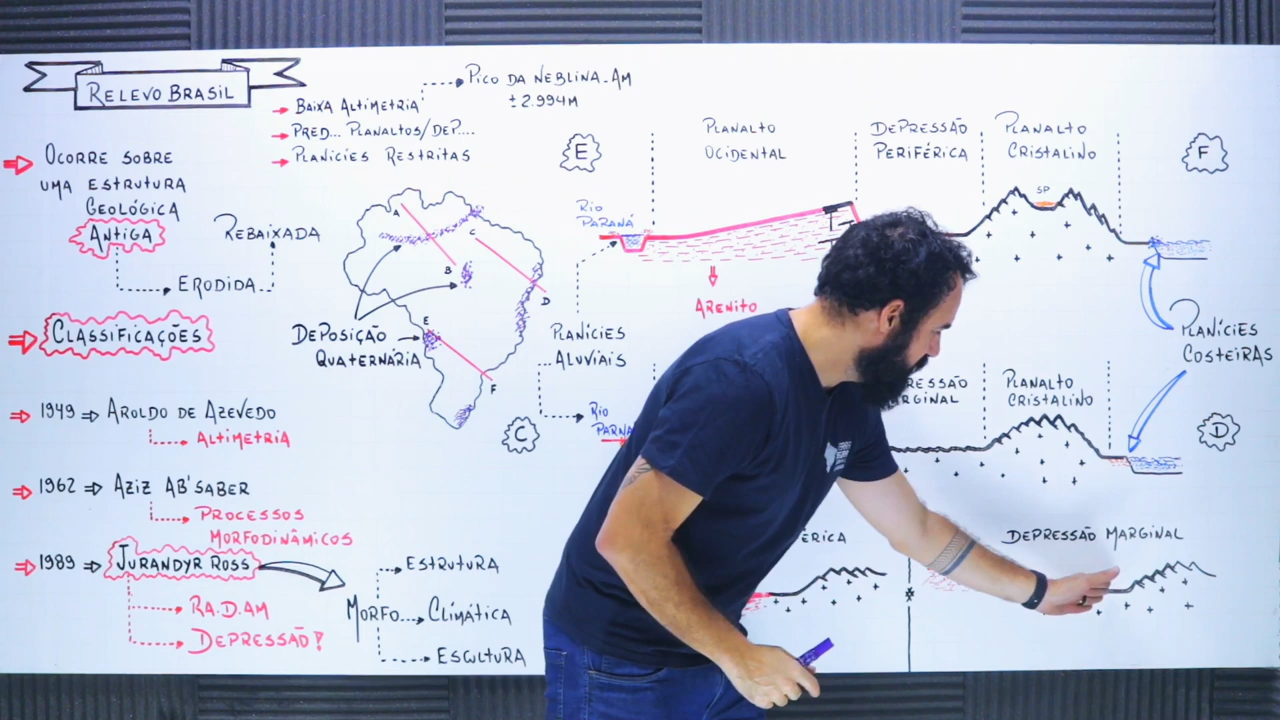 RELEVO BRASIL
PICO DA NEBLINA - AM
± 2.994 M
BAIXA ALTIMETRIA
PRED... PLANALTOS/DEP....
PLANÍCIES RESTRITAS
OCORRE SOBRE
UMA ESTRUTURA
GEOLÓGICA
ANTIGA
REBAIXADA
ERODIDA
CLASSIFICAÇÕES
1949 ⇒ AROLDO DE AZEVEDO
ALTIMETRIA
1962 ⇒ AZIZ AB'SABER
PROCESSOS
MORFODINÂMICOS
1989 ⇒ JURANDYR ROSS
RA.D.AM
DEPRESSÃO!
MORFO...
ESTRUTURA
CLIMÁTICA
ESCULTURA
A
B
C
D
E
F
DEPOSIÇÃO
QUATERNÁRIA
E
PLANALTO
OCIDENTAL
DEPRESSÃO
PERIFÉRICA
PLANALTO
CRISTALINO
F
RIO
PARANÁ
SP
ARENITO
PLANÍCIES
ALUVIAIS
PLANÍCIES
COSTEIRAS
C
RIO
PLANALTO
CRISTALINO
D
DEPRESSÃO MARGINAL